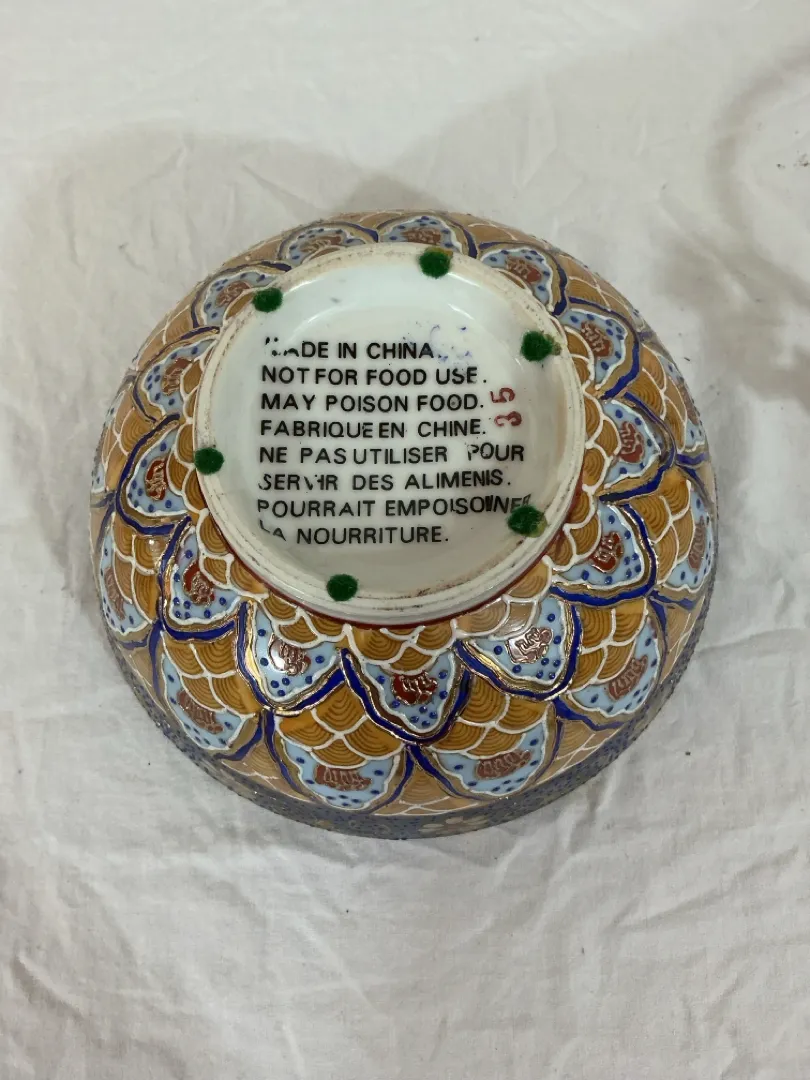 MADE IN CHINA.
NOT FOR FOOD USE.
MAY POISON FOOD.
FABRIQUE EN CHINE.
NE PAS UTILISER POUR
SERVIR DES ALIMENIS.
POURRAIT EMPOISONNER
LA NOURRITURE.
35